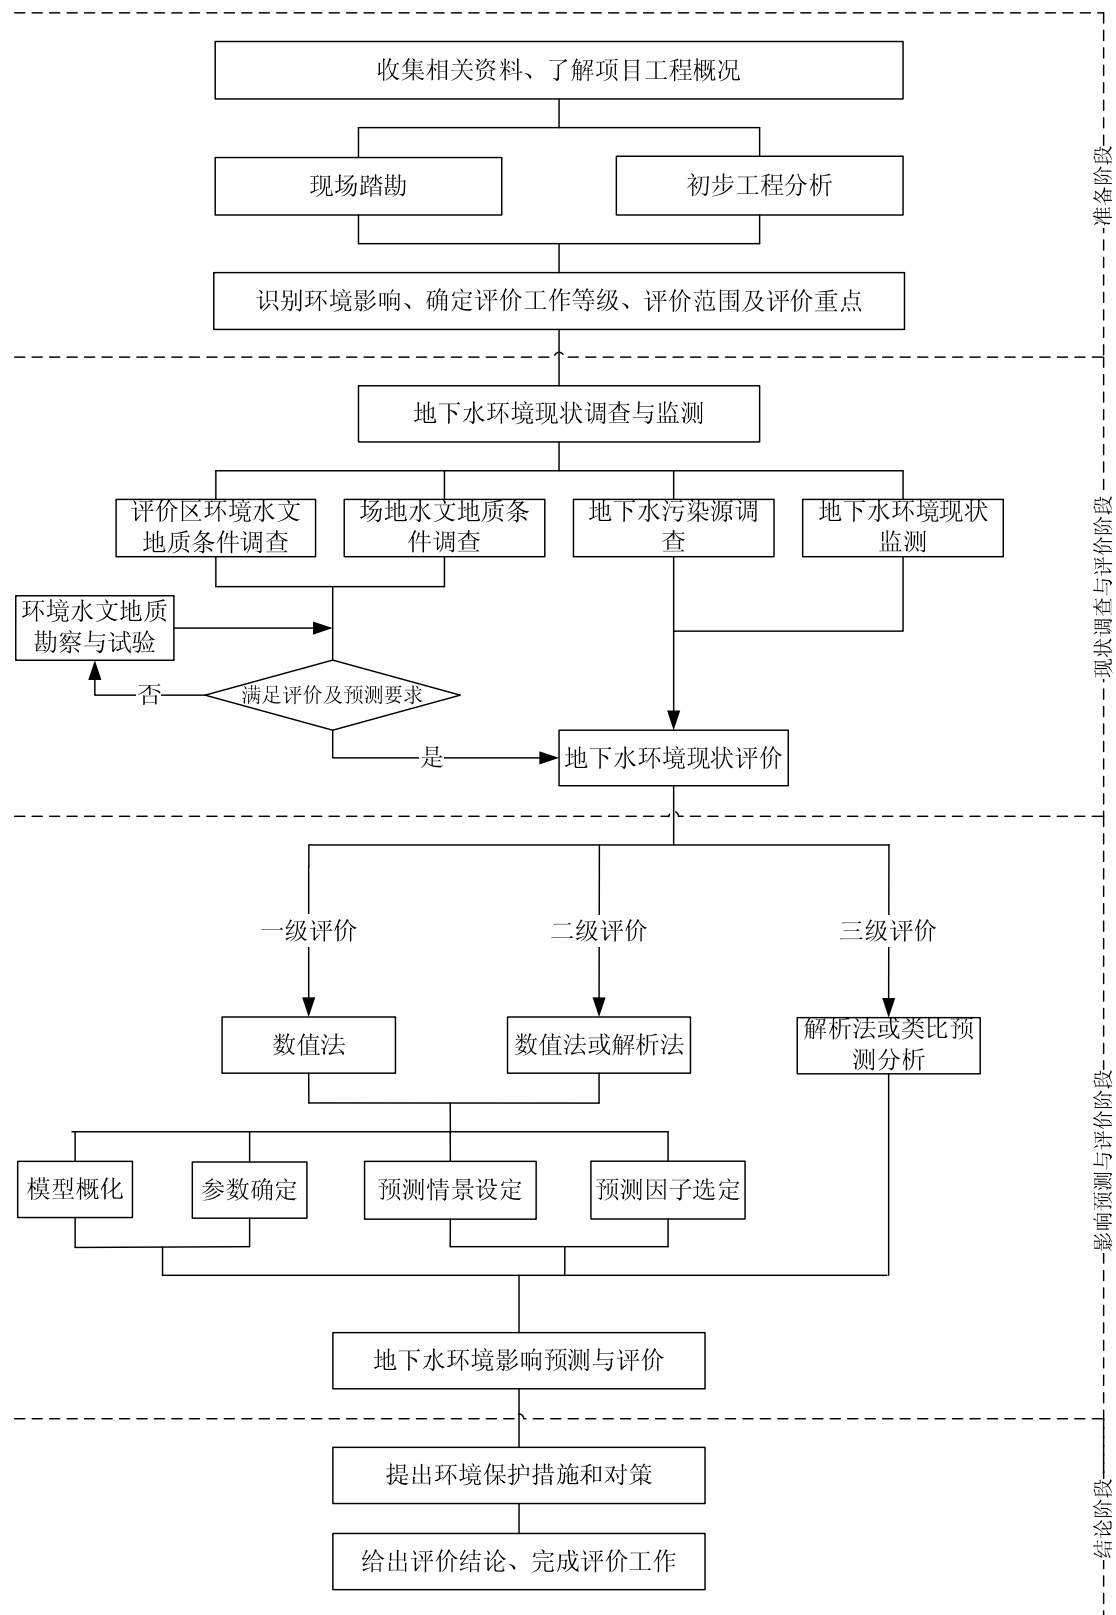 收集相关资料、了解项目工程概况
现场踏勘
初步工程分析
准备阶段
识别环境影响、确定评价工作等级、评价范围及评价重点
地下水环境现状调查与监测
评价区环境水文
地质条件调查
场地水文地质条
件调查
地下水污染源调
查
地下水环境现状
监测
现状调查与评价阶段
环境水文地质
勘察与试验
否
满足评价及预测要求
是
地下水环境现状评价
一级评价
二级评价
三级评价
数值法
数值法或解析法
解析法或类比预
测分析
影响预测与评价阶段
模型概化
参数确定
预测情景设定
预测因子选定
地下水环境影响预测与评价
提出环境保护措施和对策
结论阶段
给出评价结论、完成评价工作